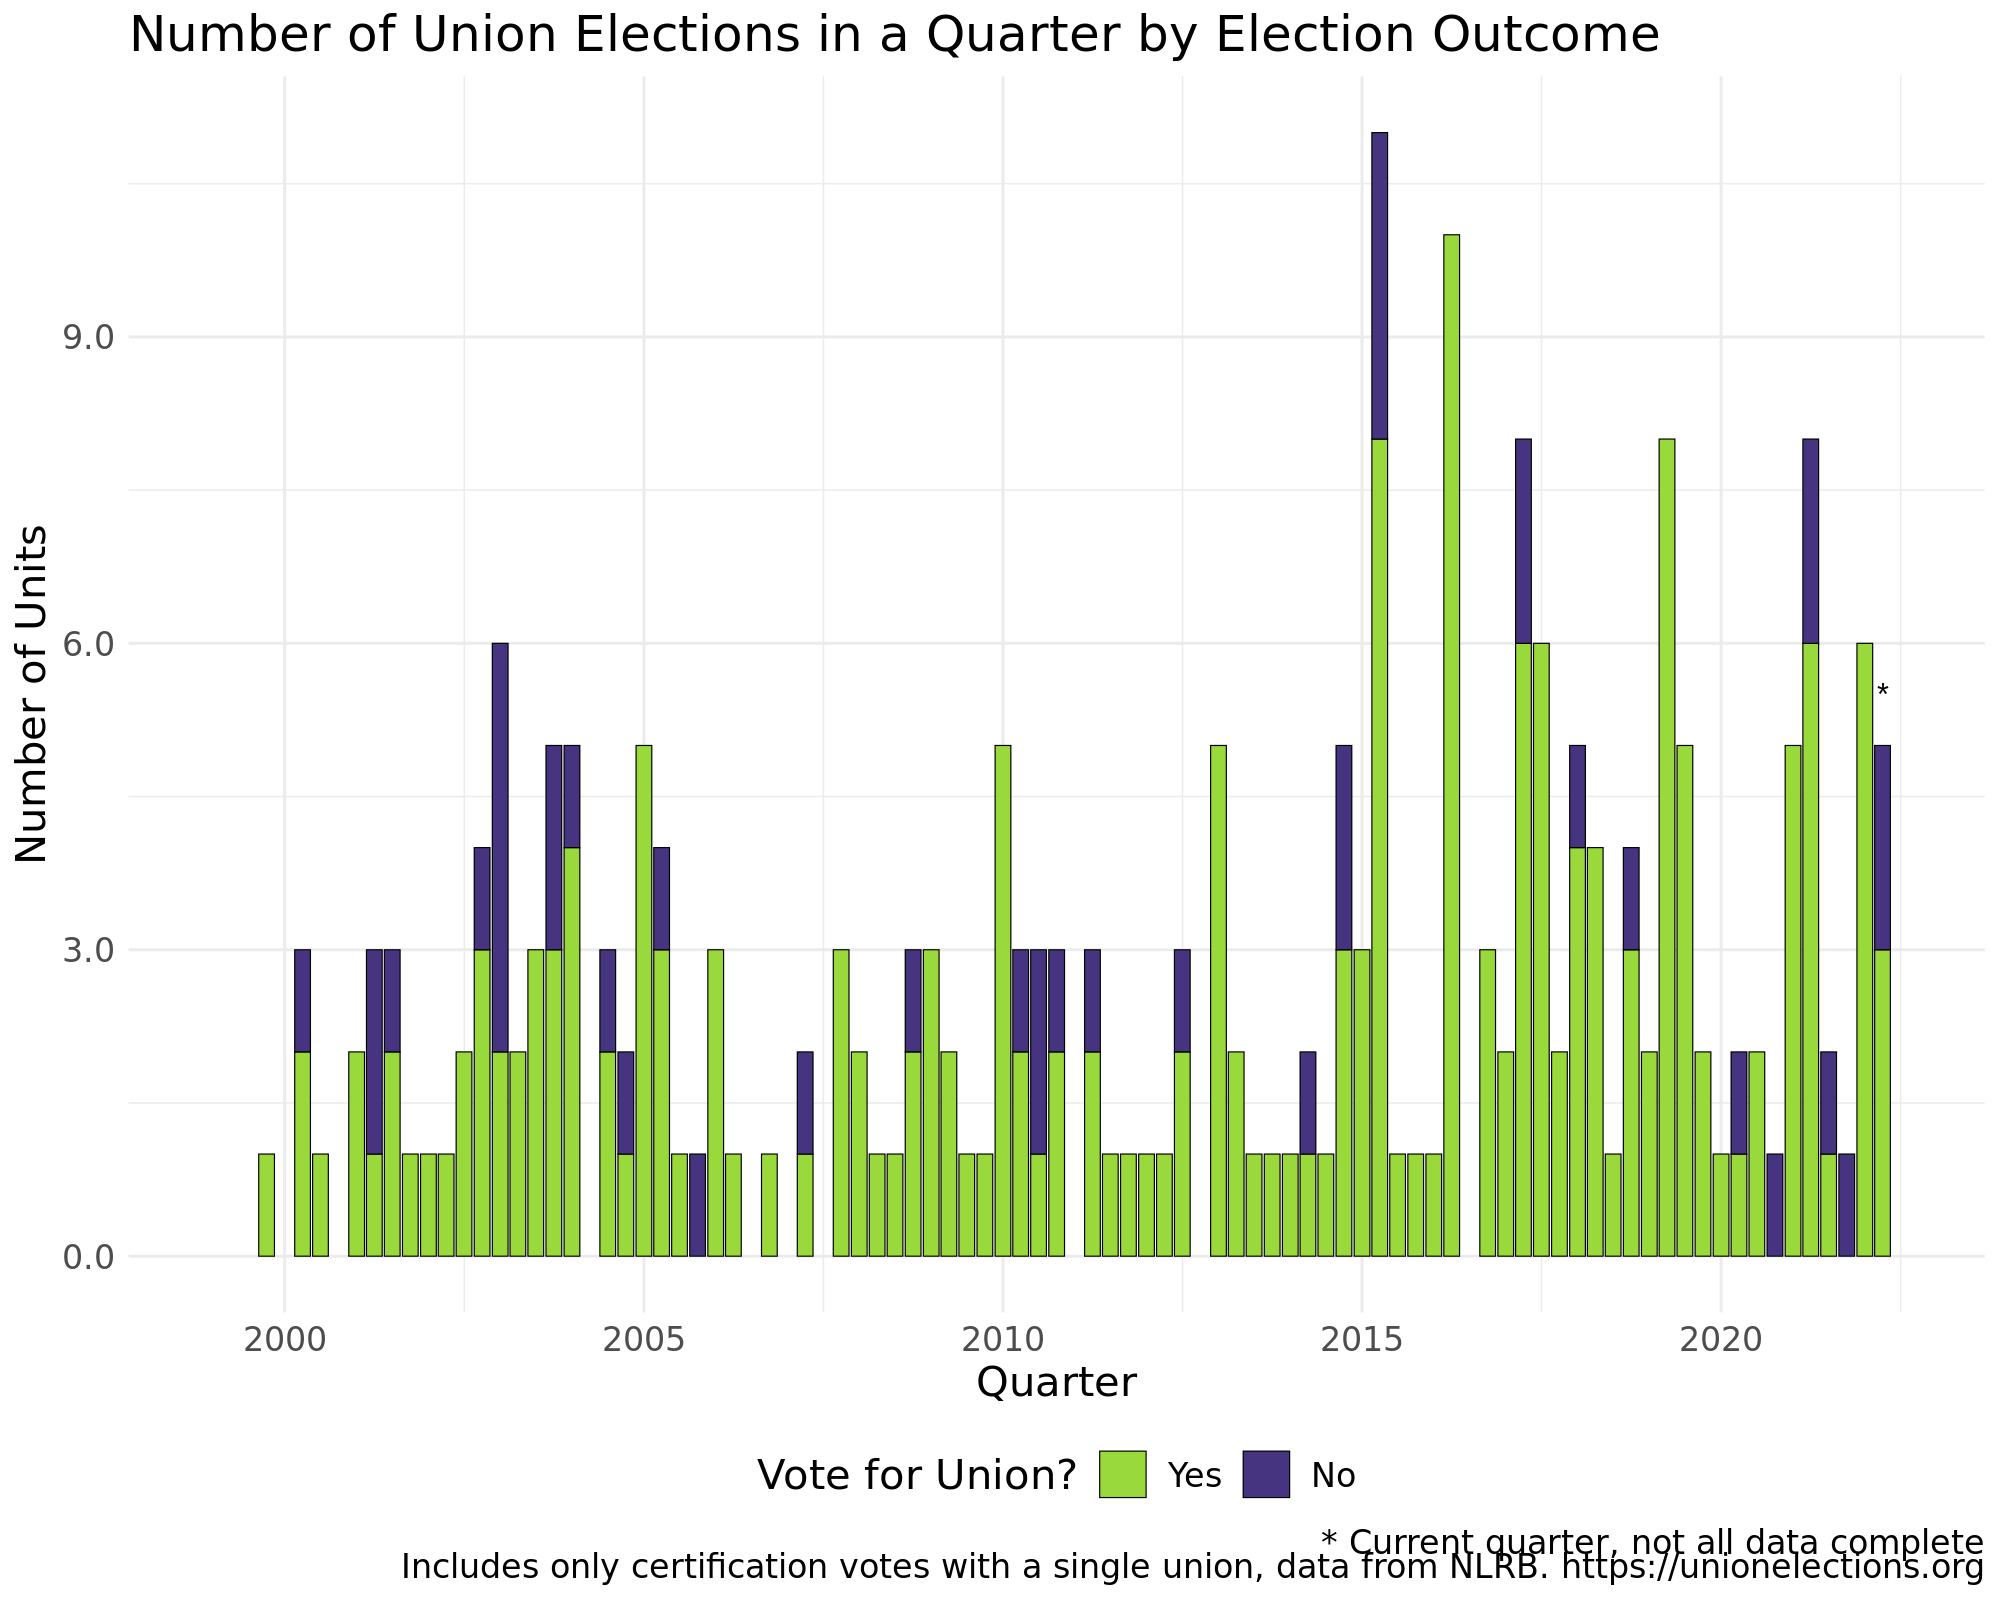 Number of Union Elections in a Quarter by Election Outcome
Number of Units
9.0
6.0
3.0
0.0
*
2000 2005 2010 2015 2020
Quarter
Vote for Union? Yes No
* Current quarter, not all data complete
Includes only certification votes with a single union, data from NLRB. https://unionelections.org